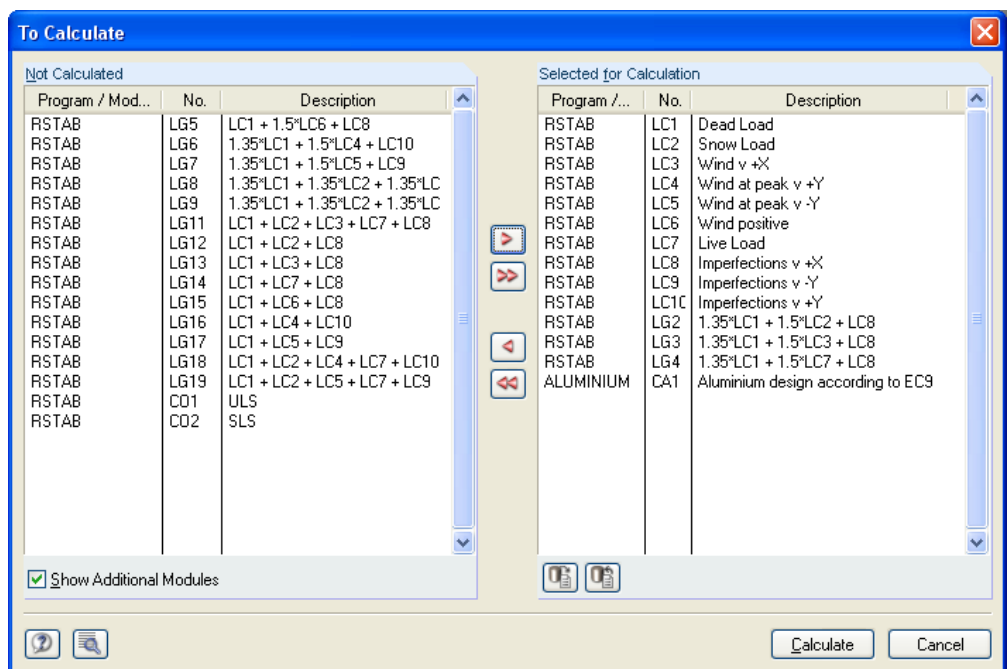 To Calculate
Not Calculated
Program / Mod... No. Description
RSTAB LG5 LC1 + 1.5*LC6 + LC8
RSTAB LG6 1.35*LC1 + 1.5*LC4 + LC10
RSTAB LG7 1.35*LC1 + 1.5*LC5 + LC9
RSTAB LG8 1.35*LC1 + 1.35*LC2 + 1.35*LC
RSTAB LG9 1.35*LC1 + 1.35*LC2 + 1.35*LC
RSTAB LG11 LC1 + LC2 + LC3 + LC7 + LC8
RSTAB LG12 LC1 + LC2 + LC8
RSTAB LG13 LC1 + LC3 + LC8
RSTAB LG14 LC1 + LC7 + LC8
RSTAB LG15 LC1 + LC6 + LC8
RSTAB LG16 LC1 + LC4 + LC10
RSTAB LG17 LC1 + LC5 + LC9
RSTAB LG18 LC1 + LC2 + LC4 + LC7 + LC10
RSTAB LG19 LC1 + LC2 + LC5 + LC7 + LC9
RSTAB CO1 ULS
RSTAB CO2 SLS
Show Additional Modules
Selected for Calculation
Program /... No. Description
RSTAB LC1 Dead Load
RSTAB LC2 Snow Load
RSTAB LC3 Wind v +X
RSTAB LC4 Wind at peak v +Y
RSTAB LC5 Wind at peak v -Y
RSTAB LC6 Wind positive
RSTAB LC7 Live Load
RSTAB LC8 Imperfections v +X
RSTAB LC9 Imperfections v -Y
RSTAB LC10 Imperfections v +Y
RSTAB LG2 1.35*LC1 + 1.5*LC2 + LC8
RSTAB LG3 1.35*LC1 + 1.5*LC3 + LC8
RSTAB LG4 1.35*LC1 + 1.5*LC7 + LC8
ALUMINIUM CA1 Aluminium design according to EC9
Calculate
Cancel